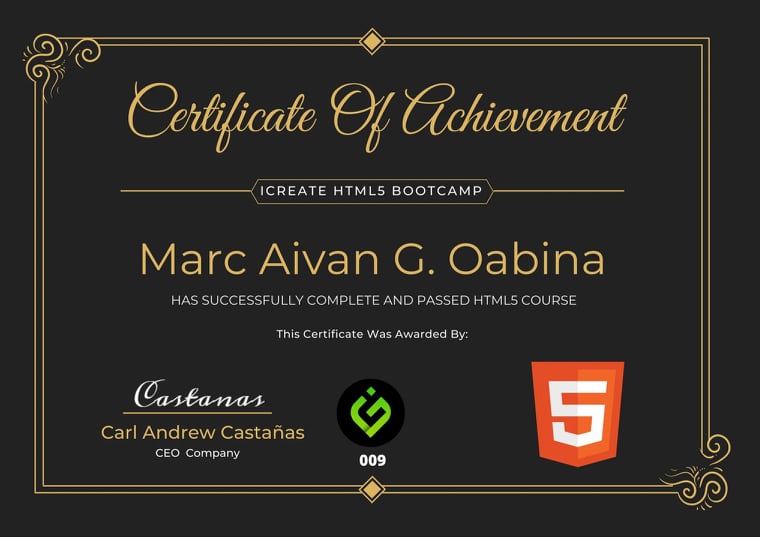 Certificate Of Achievement
ICREATE HTML5 BOOTCAMP
Marc Aivan G. Oabina
HAS SUCCESSFULLY COMPLETE AND PASSED HTML5 COURSE
This Certificate Was Awarded By:
Castanas
Carl Andrew Castañas
CEO Company
009
5